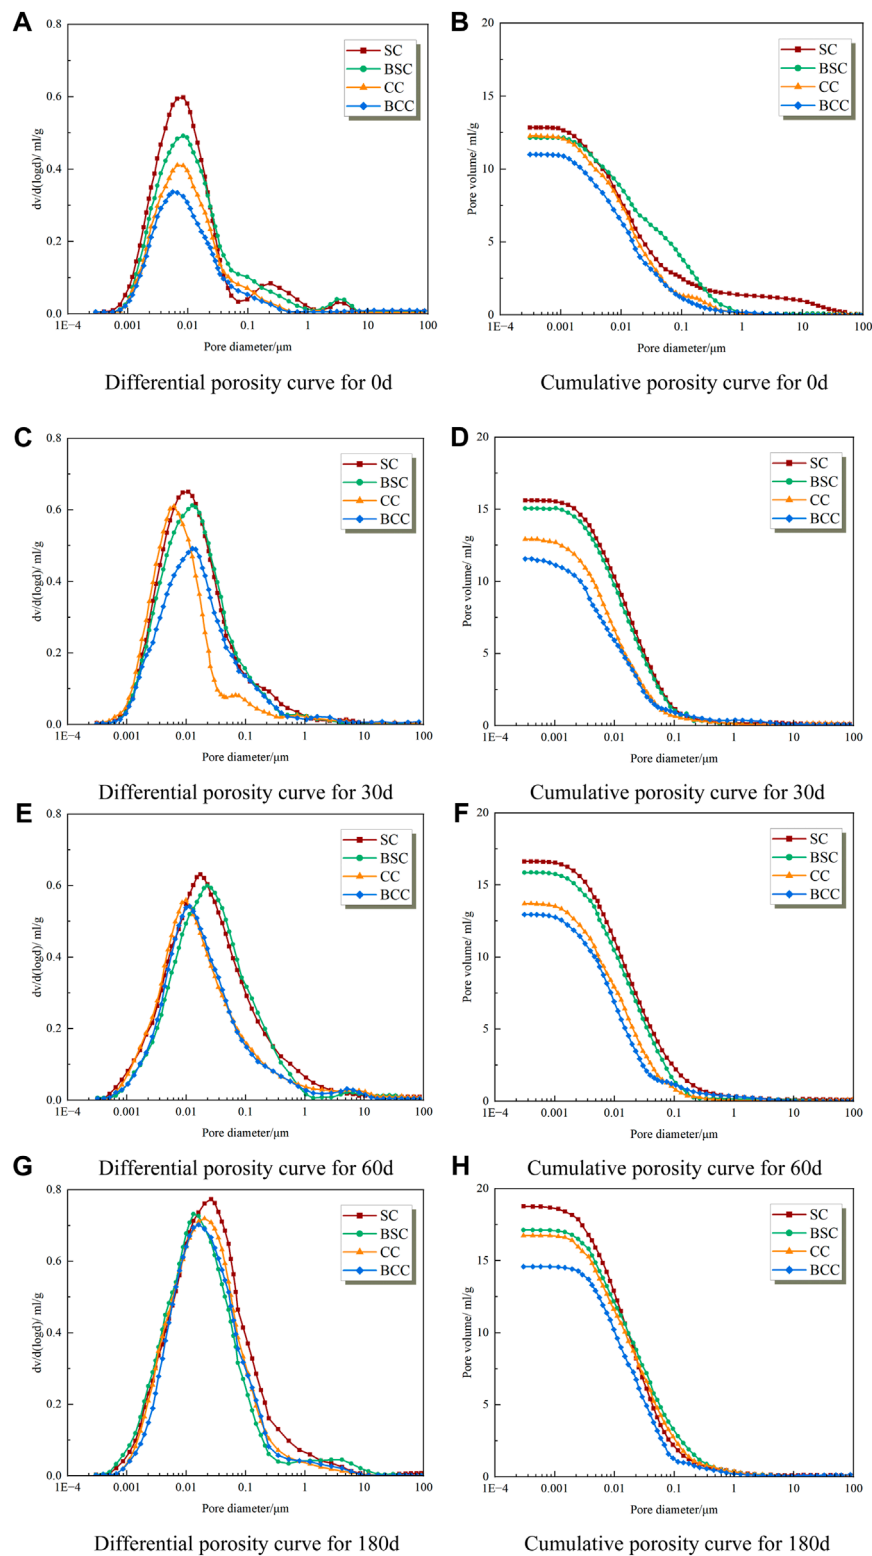 A
0.8
0.6
0.4
0.2
0.0
dv/d(logd)/ ml/g
SC
BSC
CC
BCC
1E−4 0.001 0.01 0.1 1 10 100
Pore diameter/μm
Differential porosity curve for 0d
B
20
15
10
5
0
Pore volume/ ml/g
SC
BSC
CC
BCC
1E−4 0.001 0.01 0.1 1 10 100
Pore diameter/μm
Cumulative porosity curve for 0d
C
0.8
0.6
0.4
0.2
0.0
dv/d(logd)/ ml/g
SC
BSC
CC
BCC
1E−4 0.001 0.01 0.1 1 10 100
Pore diameter/μm
Differential porosity curve for 30d
D
20
15
10
5
0
Pore volume/ ml/g
SC
BSC
CC
BCC
1E−4 0.001 0.01 0.1 1 10 100
Pore diameter/μm
Cumulative porosity curve for 30d
E
0.8
0.6
0.4
0.2
0.0
dv/d(logd)/ ml/g
SC
BSC
CC
BCC
1E−4 0.001 0.01 0.1 1 10 100
Pore diameter/μm
Differential porosity curve for 60d
F
20
15
10
5
0
Pore volume/ ml/g
SC
BSC
CC
BCC
1E−4 0.001 0.01 0.1 1 10 100
Pore diameter/μm
Cumulative porosity curve for 60d
G
0.8
0.6
0.4
0.2
0.0
dv/d(logd)/ ml/g
SC
BSC
CC
BCC
1E−4 0.001 0.01 0.1 1 10 100
Pore diameter/μm
Differential porosity curve for 180d
H
20
15
10
5
0
Pore volume/ ml/g
SC
BSC
CC
BCC
1E−4 0.001 0.01 0.1 1 10 100
Pore diameter/μm
Cumulative porosity curve for 180d